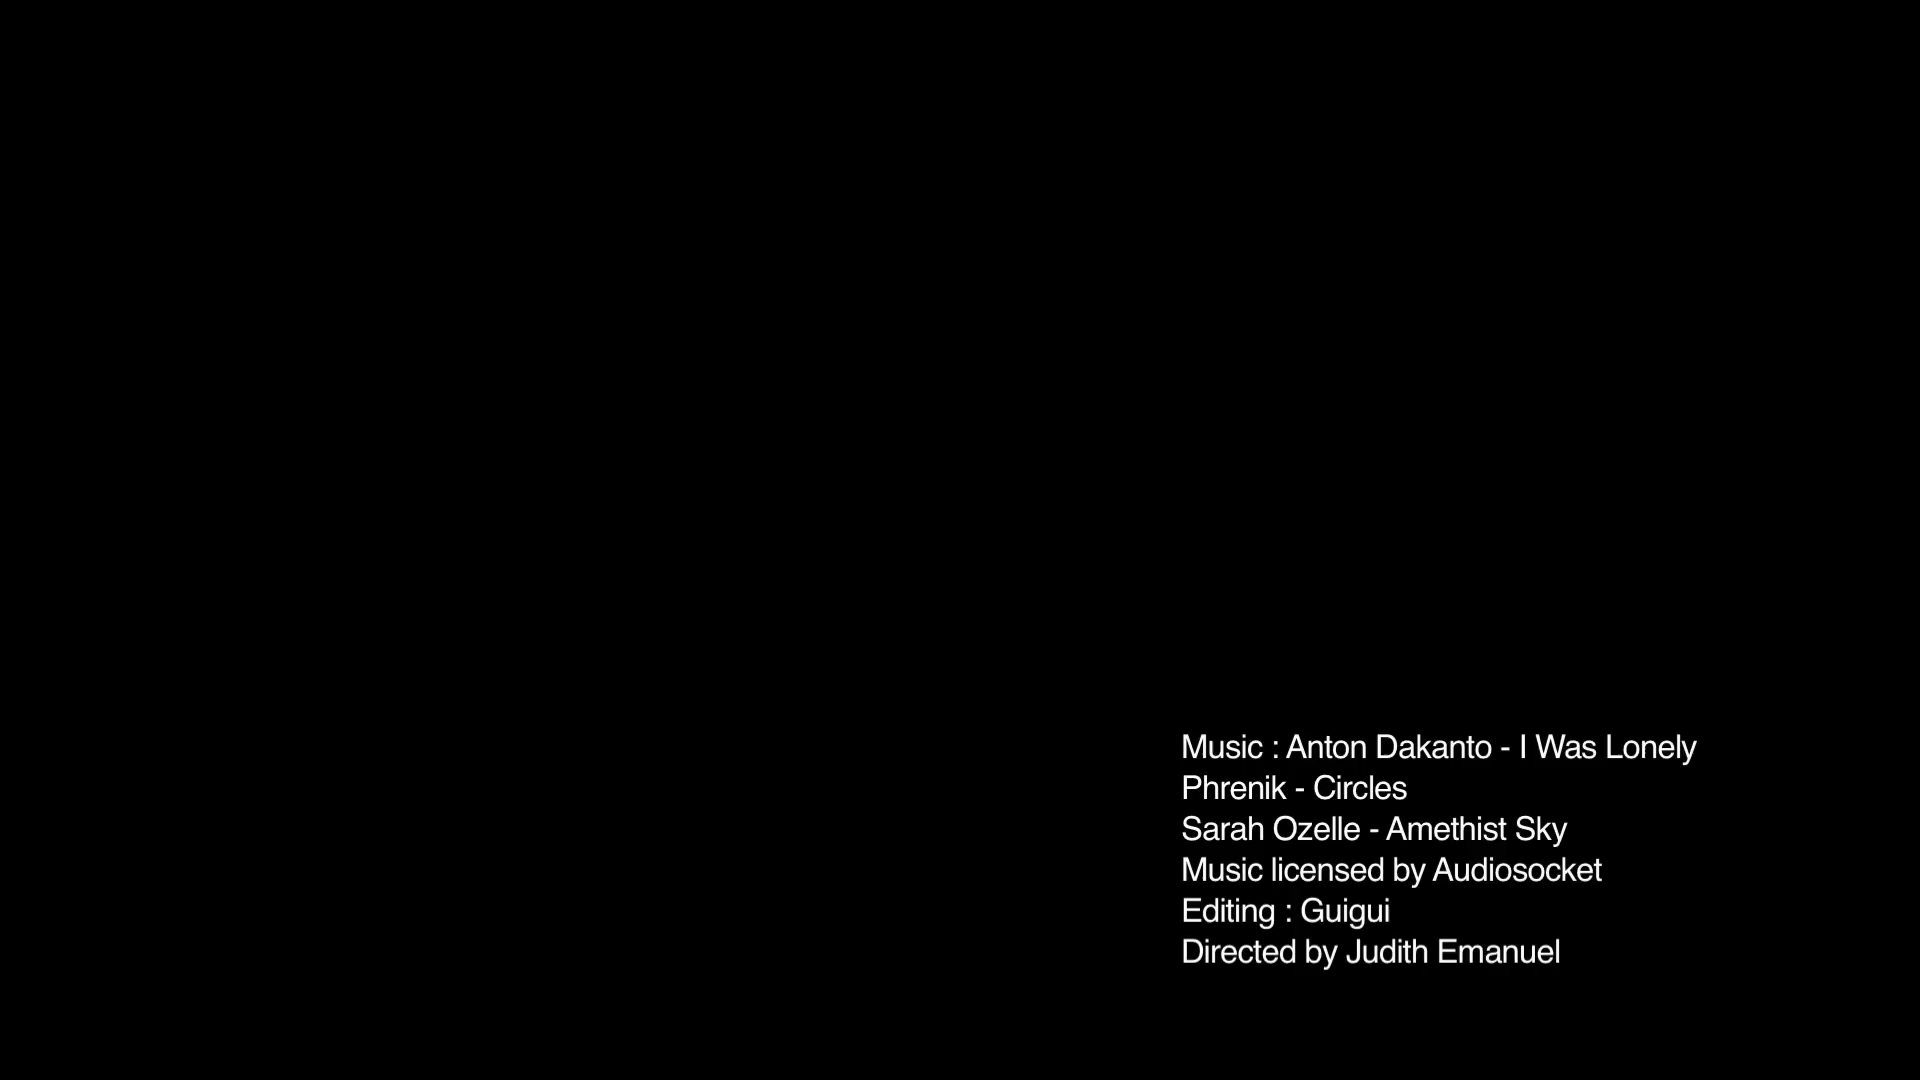 Music : Anton Dakanto - I Was Lonely
Phrenik - Circles
Sarah Ozelle - Amethist Sky
Music licensed by Audiosocket
Editing : Guigui
Directed by Judith Emanuel